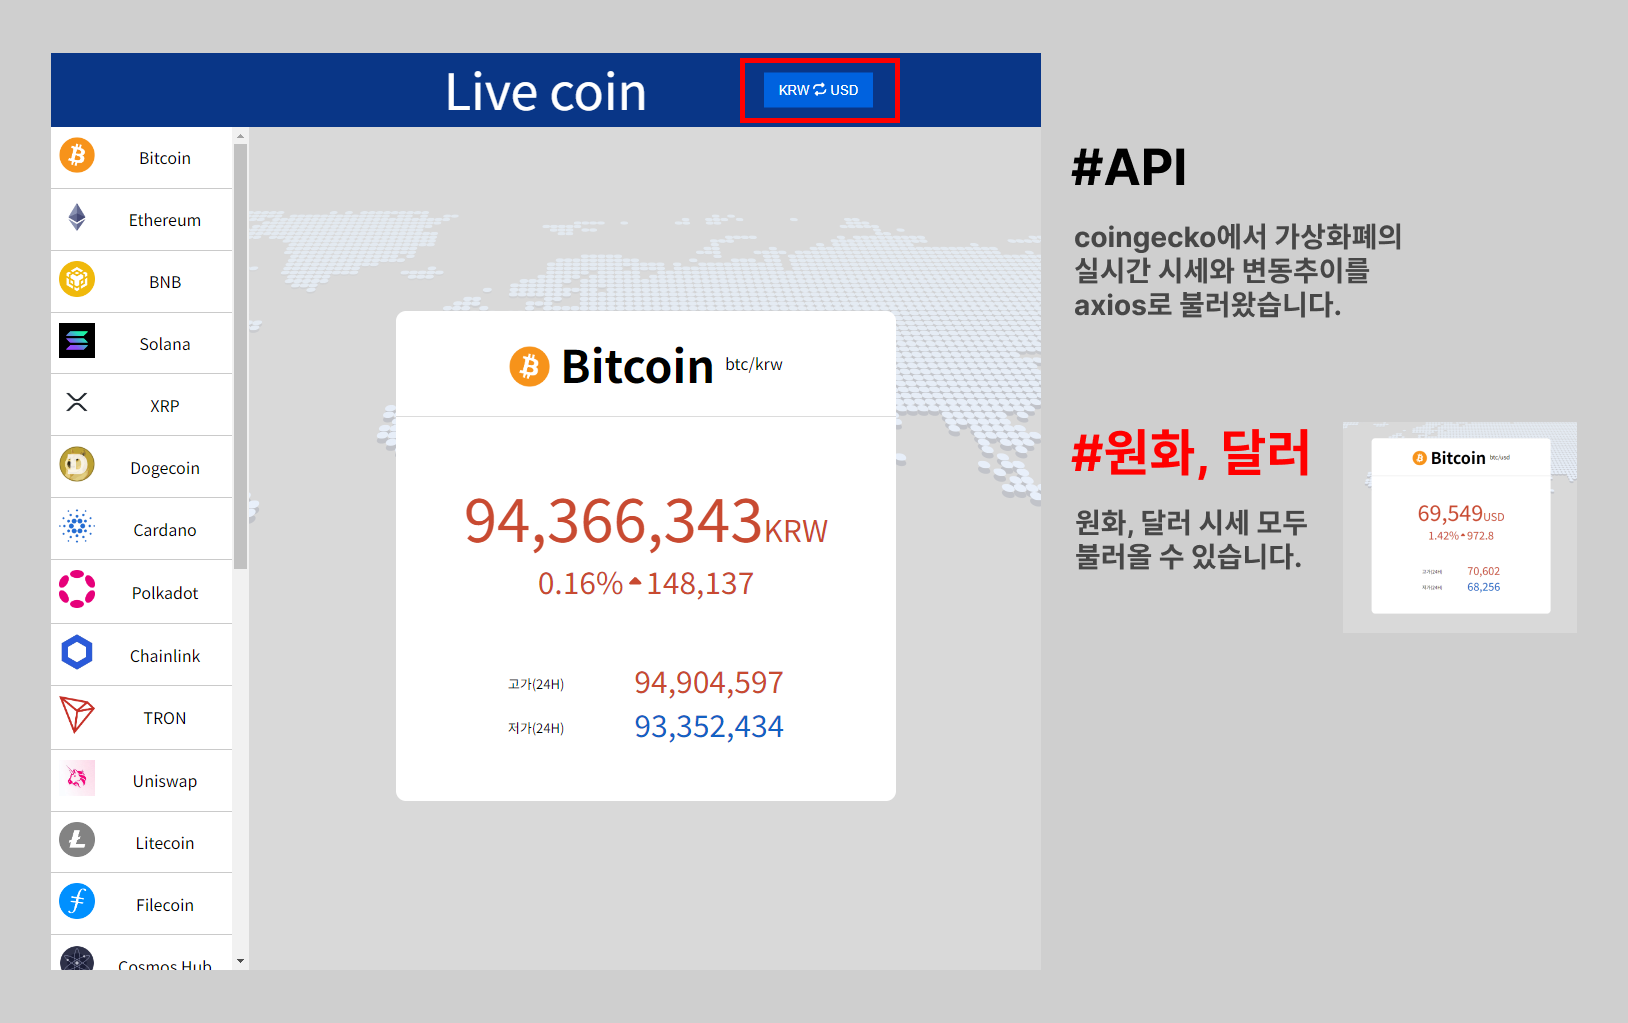 Live coin
KRW USD
Bitcoin
Ethereum
BNB
Solana
XRP
Dogecoin
Cardano
Polkadot
Chainlink
TRON
Uniswap
Litecoin
Filecoin
Cosmos Hub
Bitcoin btc/krw
94,366,343KRW
0.16% 148,137
고가(24H) 94,904,597
저가(24H) 93,352,434
#API
coingecko에서 가상화폐의
실시간 시세와 변동추이를
axios로 불러왔습니다.
#원화, 달러
원화, 달러 시세 모두
불러올 수 있습니다.
Bitcoin btc/usd
69,549USD
1.42% 972.8
고가(24H) 70,602
저가(24H) 68,256